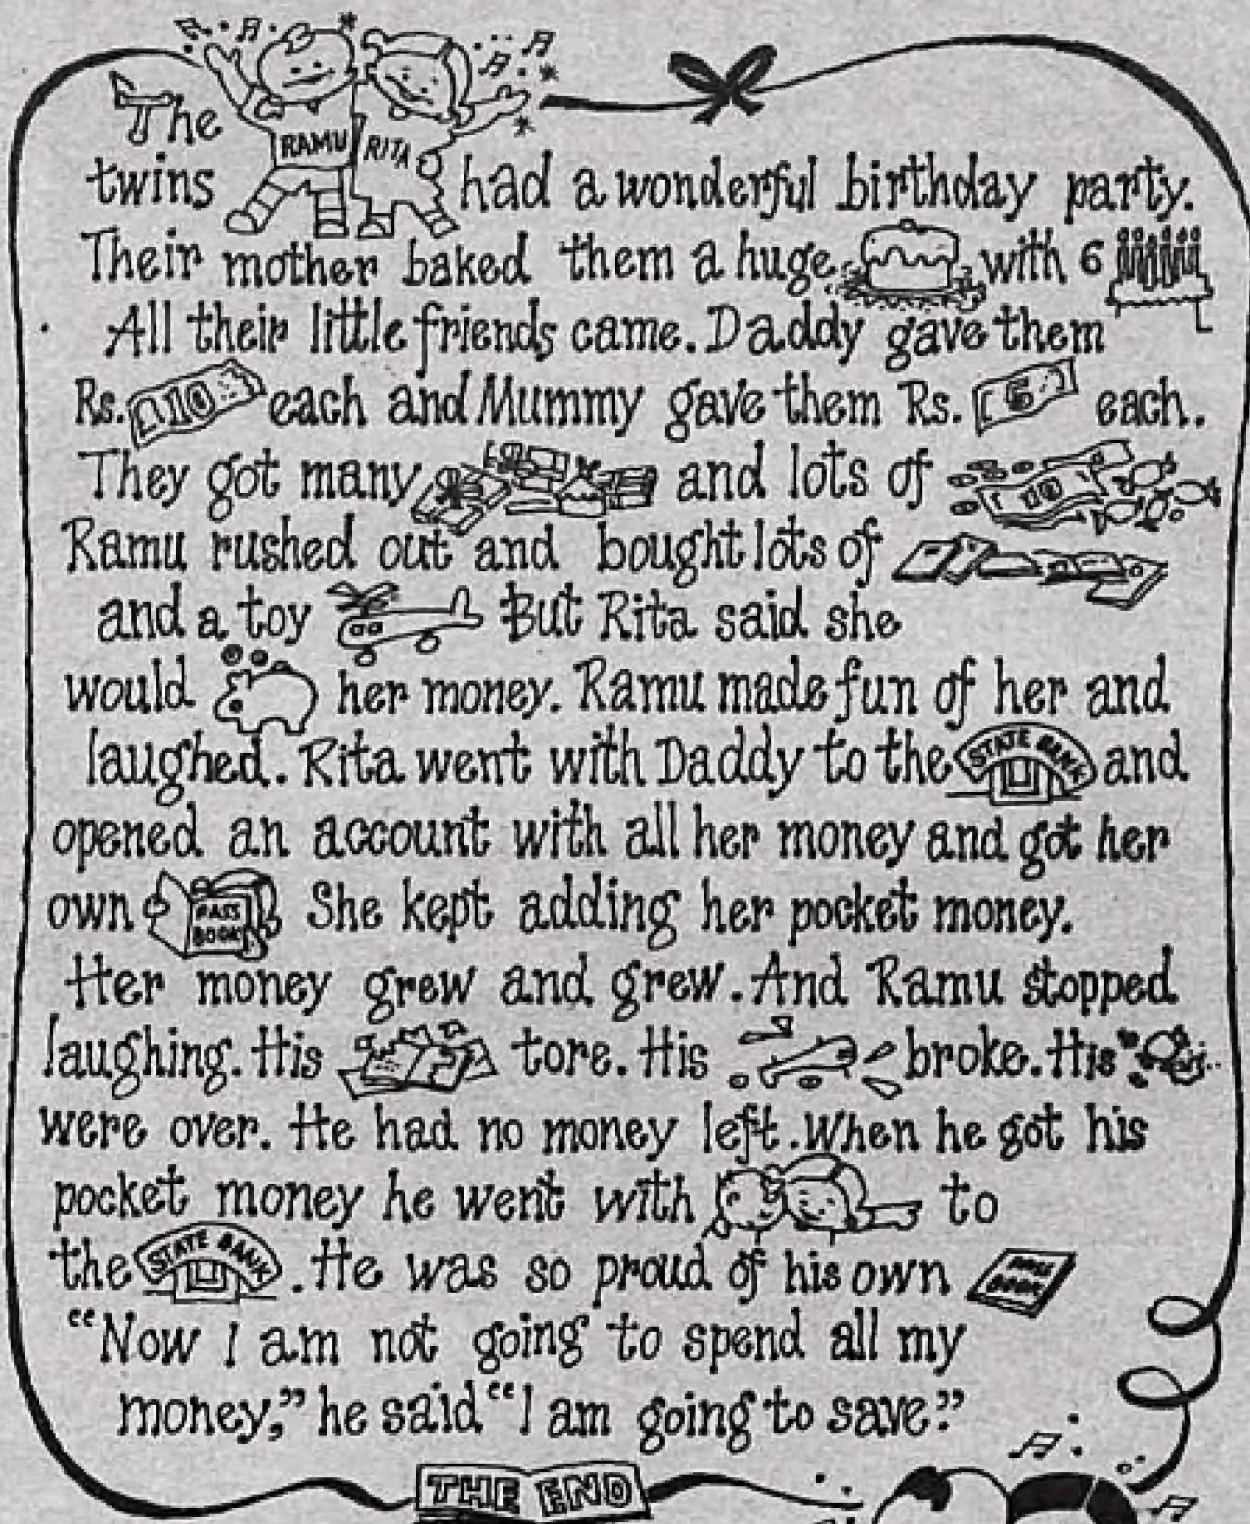 The
RAMU RITA
twins had a wonderful birthday party.
Their mother baked them a huge with 6
All their little friends came. Daddy gave them
Rs. 10 each and Mummy gave them Rs. 5 each.
They got many and lots of 10
Ramu rushed out and bought lots of
and a toy But Rita said she
would her money. Ramu made fun of her and
laughed. Rita went with Daddy to the STATE BANK and
opened an account with all her money and got her
own PASS BOOK She kept adding her pocket money.
Her money grew and grew. And Ramu stopped
laughing. His tore. His broke. His
were over. He had no money left. When he got his
pocket money he went with to
the STATE BANK. He was so proud of his own PASS BOOK
"Now I am not going to spend all my
money," he said "I am going to save."
THE END